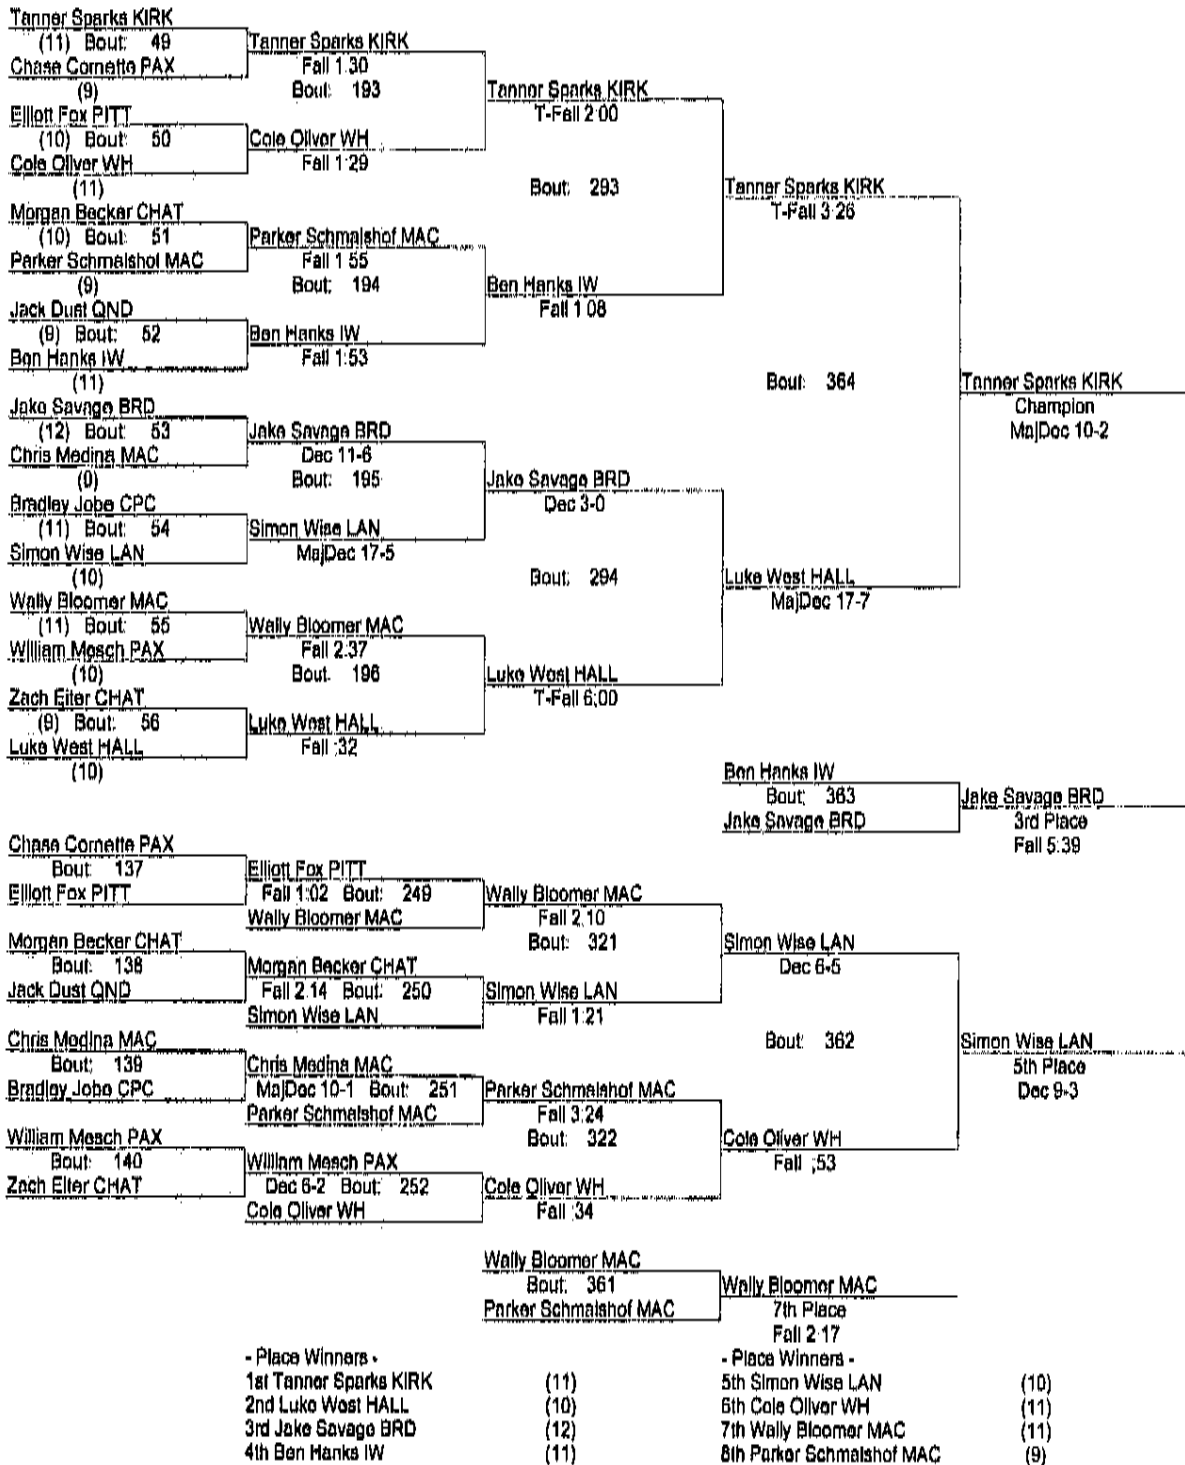 Tanner Sparks KIRK
(11) Bout: 49
Chase Cornette PAX
(9)
Elliott Fox PITT
(10) Bout: 50
Cole Oliver WH
(11)
Morgan Becker CHAT
(10) Bout: 51
Parker Schmalshof MAC
(9)
Jack Dust QND
(9) Bout: 52
Ben Hanks IW
(11)
Jake Savage BRD
(12) Bout: 53
Chris Medina MAC
(9)
Bradley Jobe CPC
(11) Bout: 54
Simon Wise LAN
(10)
Wally Bloomer MAC
(11) Bout: 55
William Mesch PAX
(10)
Zach Eiter CHAT
(9) Bout: 56
Luke West HALL
(10)
Tanner Sparks KIRK
Fall 1:30
Bout: 193
Cole Oliver WH
Fall 1:29
Parker Schmalshof MAC
Fall 1:55
Bout: 194
Ben Hanks IW
Fall 1:53
Jake Savage BRD
Dec 11-6
Bout: 195
Simon Wise LAN
MajDec 17-5
Wally Bloomer MAC
Fall 2:37
Bout: 196
Luke West HALL
Fall :32
Tanner Sparks KIRK
T-Fall 2:00
Bout: 293
Ben Hanks IW
Fall 1:08
Jake Savage BRD
Dec 3-0
Bout: 294
Luke West HALL
T-Fall 6:00
Tanner Sparks KIRK
T-Fall 3:26
Bout: 364
Luke West HALL
MajDec 17-7
Tanner Sparks KIRK
Champion
MajDec 10-2
Ben Hanks IW
Bout: 363
Jake Savage BRD
Jake Savage BRD
3rd Place
Fall 5:39
Chase Cornette PAX
Bout: 137
Elliott Fox PITT
Morgan Becker CHAT
Bout: 138
Jack Dust QND
Chris Medina MAC
Bout: 139
Bradley Jobe CPC
William Mesch PAX
Bout: 140
Zach Eiter CHAT
Elliott Fox PITT
Fall 1:02 Bout: 249
Wally Bloomer MAC
Morgan Becker CHAT
Fall 2:14 Bout: 250
Simon Wise LAN
Chris Medina MAC
MajDec 10-1 Bout: 251
Parker Schmalshof MAC
William Mesch PAX
Dec 6-2 Bout: 252
Cole Oliver WH
Wally Bloomer MAC
Fall 2:10
Bout: 321
Simon Wise LAN
Fall 1:21
Parker Schmalshof MAC
Fall 3:24
Bout: 322
Cole Oliver WH
Fall :34
Simon Wise LAN
Dec 6-5
Bout: 362
Cole Oliver WH
Fall :53
Simon Wise LAN
5th Place
Dec 9-3
Wally Bloomer MAC
Bout: 361
Parker Schmalshof MAC
Wally Bloomer MAC
7th Place
Fall 2:17
- Place Winners -
1st Tanner Sparks KIRK (11)
2nd Luke West HALL (10)
3rd Jake Savage BRD (12)
4th Ben Hanks IW (11)
- Place Winners -
5th Simon Wise LAN (10)
6th Cole Oliver WH (11)
7th Wally Bloomer MAC (11)
8th Parker Schmalshof MAC (9)